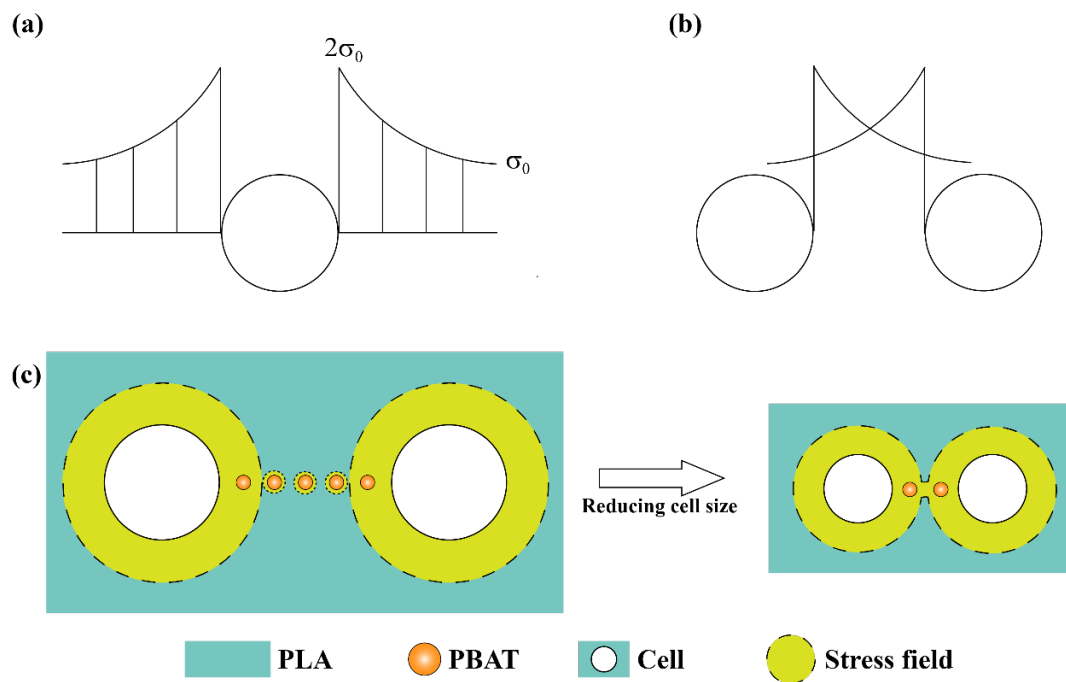 (a)
2σ₀
σ₀
(b)
(c)
Reducing cell size
PLA
PBAT
Cell
Stress field